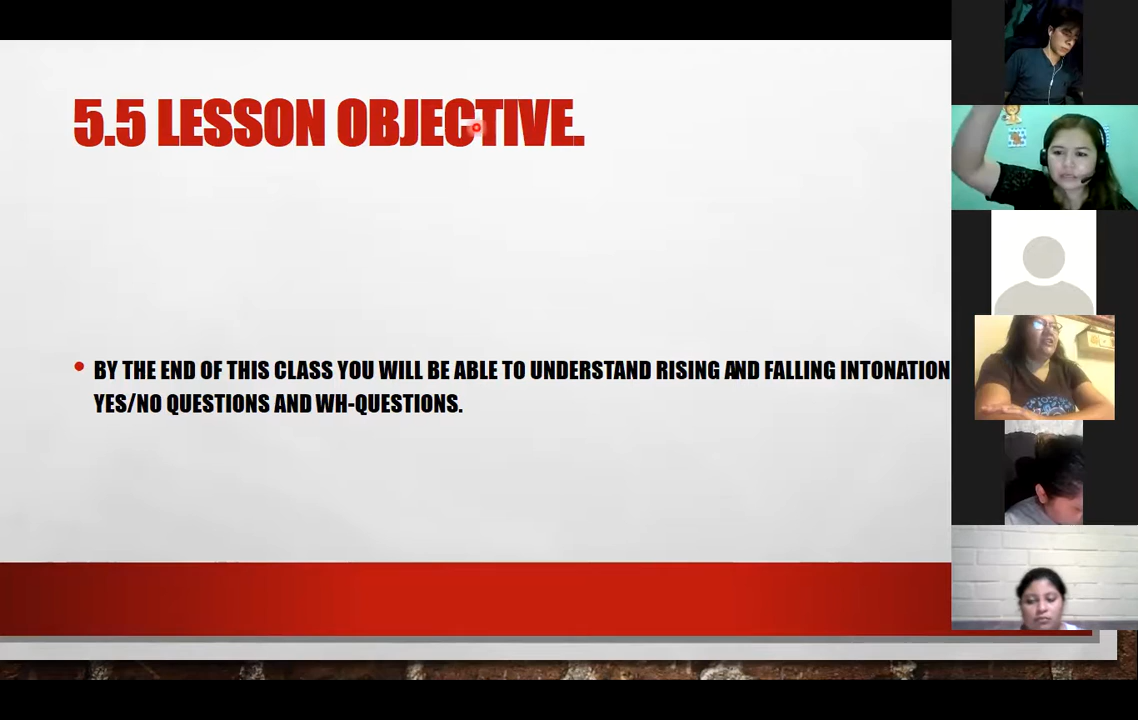 5.5 LESSON OBJECTIVE.
BY THE END OF THIS CLASS YOU WILL BE ABLE TO UNDERSTAND RISING AND FALLING INTONATION
YES/NO QUESTIONS AND WH-QUESTIONS.